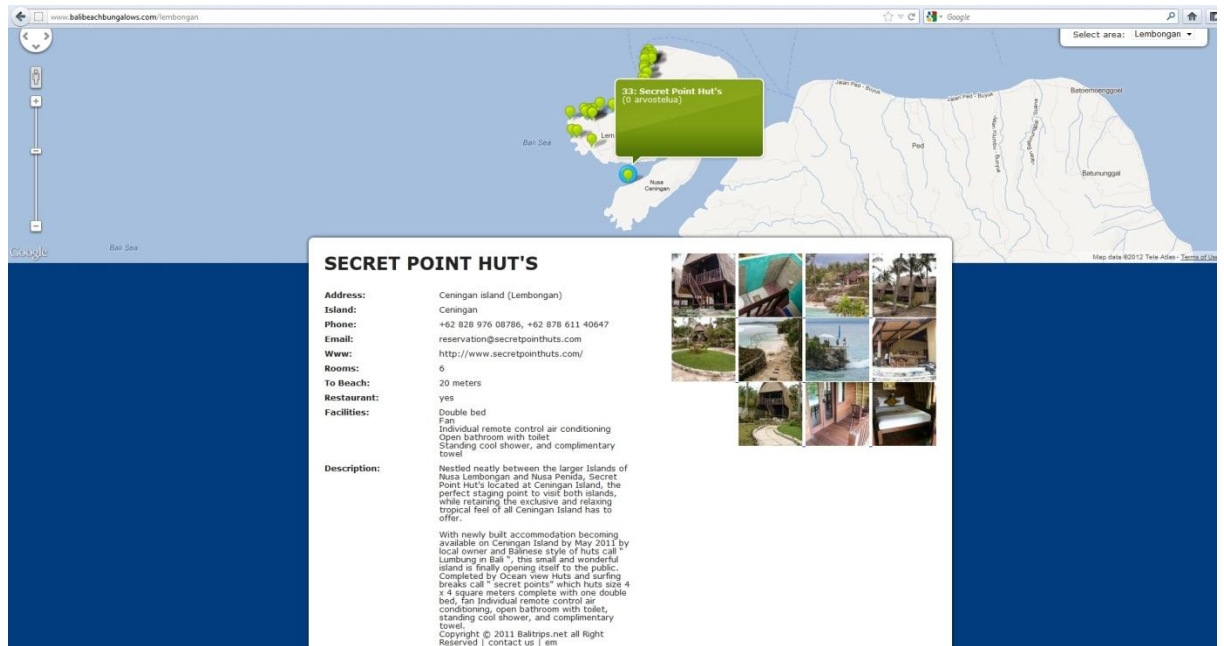 www.balibeachbungalows.com/lembongan
Google
Select area: Lembongan
33: Secret Point Hut's
(0 arvostelua)
Jalan Ped - Buyuk
Jalan Ped - Buyuk
Batoemoenggoel
Bali Sea
Lem
Ped
Batununggal
Nusa
Ceningan
Google
Bali Sea
Map data ©2012 Tele Atlas - Terms of Use
SECRET POINT HUT'S
Address: Ceningan island (Lembongan)
Island: Ceningan
Phone: +62 828 976 08786, +62 878 611 40647
Email: reservation@secretpointhuts.com
Www: http://www.secretpointhuts.com/
Rooms: 6
To Beach: 20 meters
Restaurant: yes
Facilities: Double bed
Fan
Individual remote control air conditioning
Open bathroom with toilet
Standing cool shower, and complimentary
towel
Description: Nestled neatly between the larger Islands of
Nusa Lembongan and Nusa Penida, Secret
Point Hut's located at Ceningan Island, the
perfect staging point to visit both islands,
while retaining the exclusive and relaxing
tropical feel of all Ceningan Island has to
offer.
With newly built accommodation becoming
available on Ceningan Island by May 2011 by
local owner and Balinese style of huts call "
Lumbung in Bali ", this small and wonderful
island is finally opening itself to the public.
Completed by Ocean view Huts and surfing
breaks call " secret points" which huts size 4
x 4 square meters complete with one double
bed, fan Individual remote control air
conditioning, open bathroom with toilet,
standing cool shower, and complimentary
towel.
Copyright © 2011 Balitrips.net all Right
Reserved | contact us | em